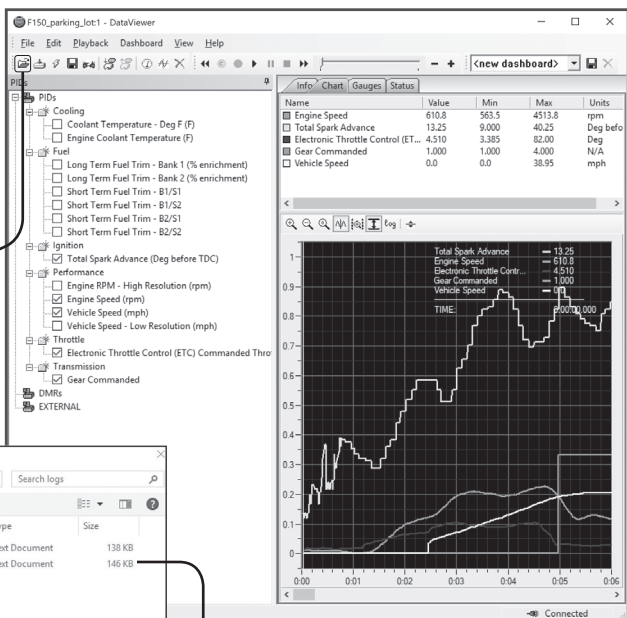 F150_parking_lot:1 - DataViewer
File Edit Playback Dashboard View Help
<new dashboard>
PIDs
PIDs
Cooling
Coolant Temperature - Deg F (F)
Engine Coolant Temperature (F)
Fuel
Long Term Fuel Trim - Bank 1 (% enrichment)
Long Term Fuel Trim - Bank 2 (% enrichment)
Short Term Fuel Trim - B1/S1
Short Term Fuel Trim - B1/S2
Short Term Fuel Trim - B2/S1
Short Term Fuel Trim - B2/S2
Ignition
Total Spark Advance (Deg before TDC)
Performance
Engine RPM - High Resolution (rpm)
Engine Speed (rpm)
Vehicle Speed (mph)
Vehicle Speed - Low Resolution (mph)
Throttle
Electronic Throttle Control (ETC) Commanded Thro
Transmission
Gear Commanded
DMRs
EXTERNAL
Info Chart Gauges Status
Name Value Min Max Units
Engine Speed 610.8 563.5 4513.8 rpm
Total Spark Advance 13.25 9.000 40.25 Deg befo
Electronic Throttle Control (ET... 4.510 3.385 82.00 Deg
Gear Commanded 1.000 1.000 4.000 N/A
Vehicle Speed 0.0 0.0 38.95 mph
log
Total Spark Advance 13.25
Engine Speed 610.8
Electronic Throttle Contr... 4.510
Gear Commanded 1.000
Vehicle Speed 0.0
TIME: 0:00:00.000
1
0.9
0.8
0.7
0.6
0.5
0.4
0.3
0.2
0.1
0
0:00 0:01 0:02 0:03 0:04 0:05 0:06
Connected
Search logs
ype Size
ext Document 138 KB
ext Document 146 KB